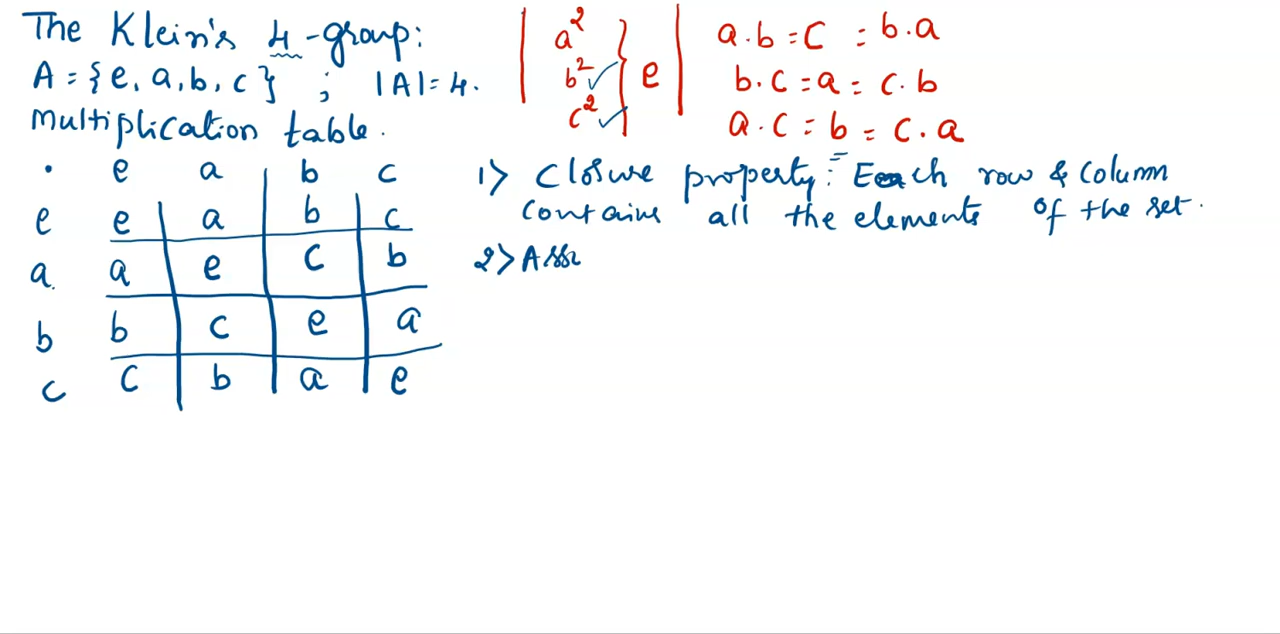 The Klein's 4-group:
A = {e, a, b, c} ; |A| = 4.
Multiplication table.
a²
b² ✓
c² ✓
} e
a.b = c = b.a
b.c = a = c.b
a.c = b = c.a
. e a b c
e e a b c
a. a e c b
b b c e a
c c b a e
1> Closure property:- Each row & column
contains all the elements of the set.
2> Asso